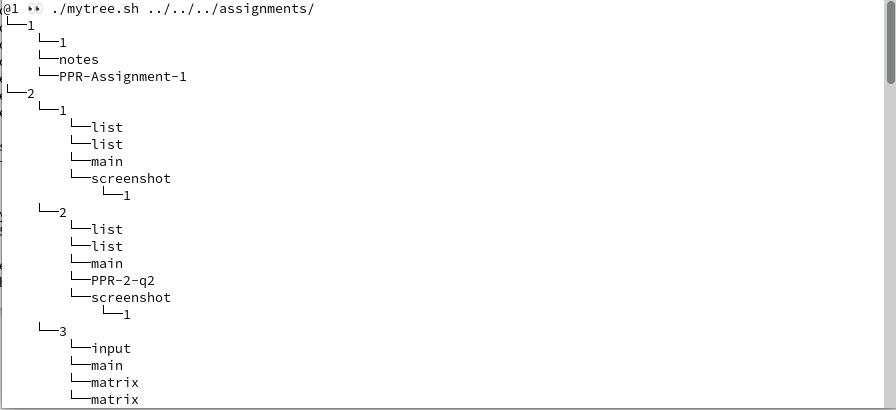 @1 👀 ./mytree.sh ../../../assignments/
└──1
    └──1
    └──notes
    └──PPR-Assignment-1
└──2
    └──1
        └──list
        └──list
        └──main
        └──screenshot
            └──1
    └──2
        └──list
        └──list
        └──main
        └──PPR-2-q2
        └──screenshot
            └──1
    └──3
        └──input
        └──main
        └──matrix
        └──matrix